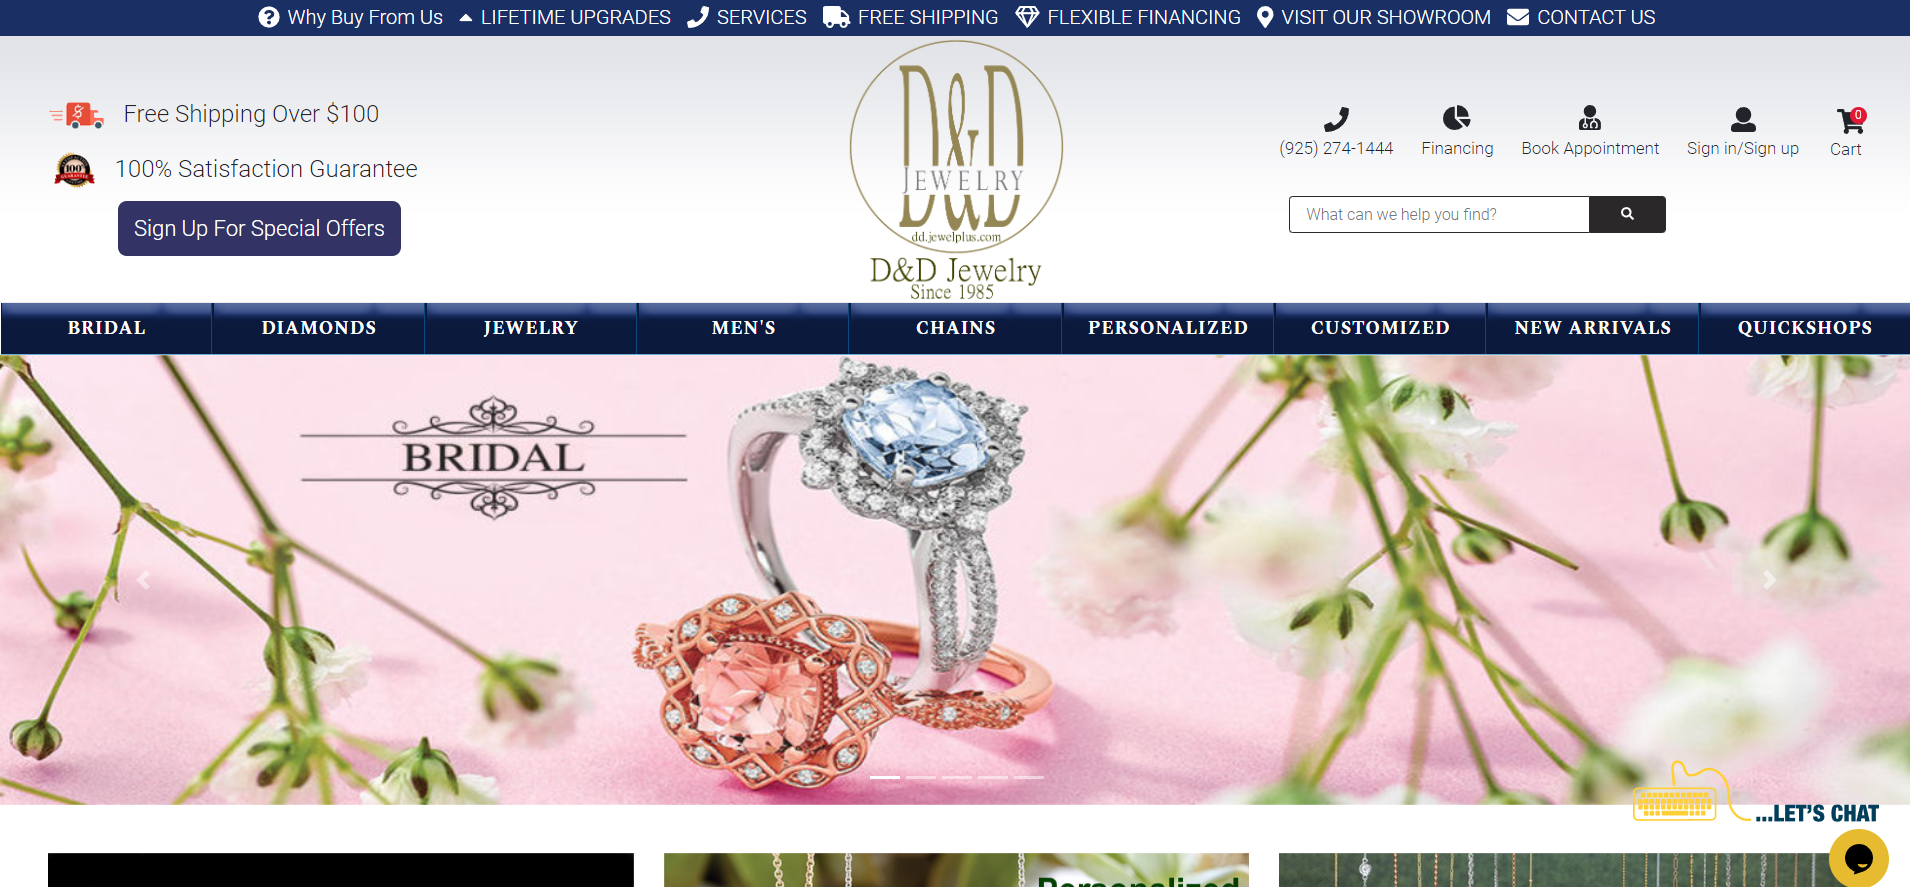 Why Buy From Us LIFETIME UPGRADES SERVICES FREE SHIPPING FLEXIBLE FINANCING VISIT OUR SHOWROOM CONTACT US
Free Shipping Over $100
100% Satisfaction Guarantee
Sign Up For Special Offers
D&D
JEWELRY
D&D
dd.jewelplus.com
D&D Jewelry
Since 1985
0
(925) 274-1444 Financing Book Appointment Sign in/Sign up Cart
What can we help you find?
BRIDAL DIAMONDS JEWELRY MEN'S CHAINS PERSONALIZED CUSTOMIZED NEW ARRIVALS QUICKSHOPS
BRIDAL
...LET'S CHAT
Personalized